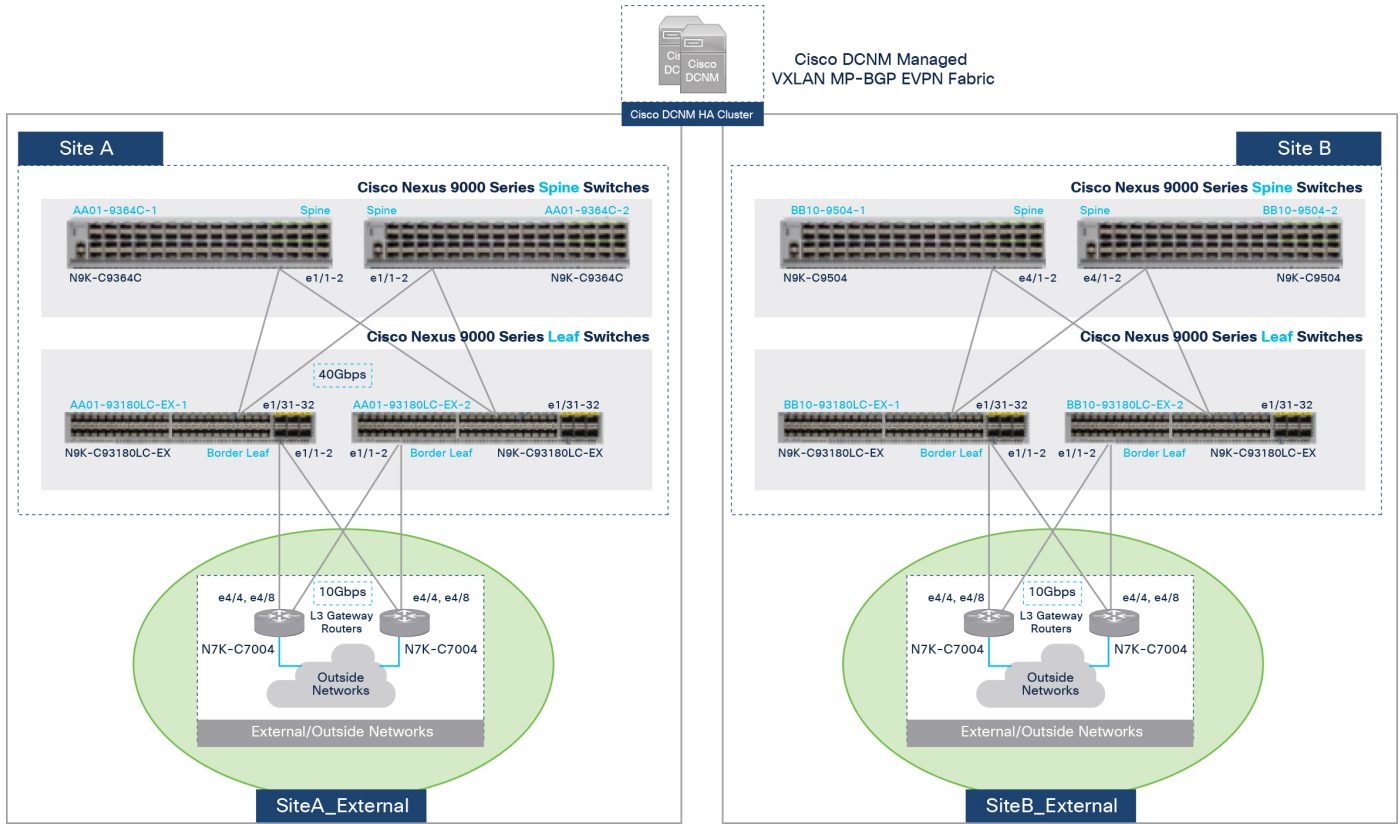 Cisco
DC
Cisco
DCNM
Cisco DCNM Managed
VXLAN MP-BGP EVPN Fabric
Cisco DCNM HA Cluster
Site A
Cisco Nexus 9000 Series Spine Switches
AA01-9364C-1
Spine
Spine
AA01-9364C-2
N9K-C9364C
e1/1-2
e1/1-2
N9K-C9364C
Cisco Nexus 9000 Series Leaf Switches
40Gbps
AA01-93180LC-EX-1
e1/31-32
AA01-93180LC-EX-2
e1/31-32
N9K-C93180LC-EX
Border Leaf
e1/1-2
e1/1-2
Border Leaf
N9K-C93180LC-EX
e4/4, e4/8
10Gbps
e4/4, e4/8
L3 Gateway
Routers
N7K-C7004
N7K-C7004
Outside
Networks
External/Outside Networks
SiteA_External
Site B
Cisco Nexus 9000 Series Spine Switches
BB10-9504-1
Spine
Spine
BB10-9504-2
N9K-C9504
e4/1-2
e4/1-2
N9K-C9504
Cisco Nexus 9000 Series Leaf Switches
BB10-93180LC-EX-1
e1/31-32
BB10-93180LC-EX-2
e1/31-32
N9K-C93180LC-EX
Border Leaf
e1/1-2
e1/1-2
Border Leaf
N9K-C93180LC-EX
e4/4, e4/8
10Gbps
e4/4, e4/8
L3 Gateway
Routers
N7K-C7004
N7K-C7004
Outside
Networks
External/Outside Networks
SiteB_External